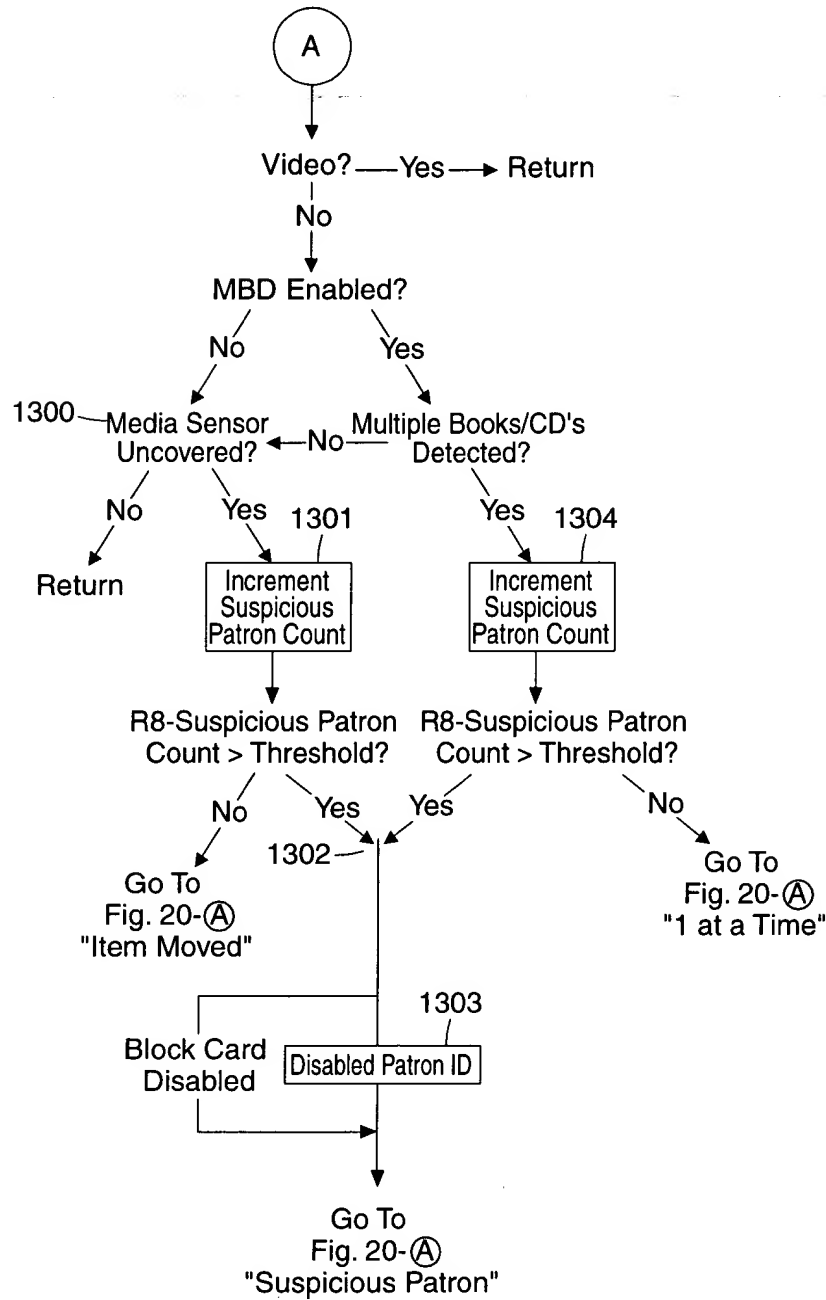 A
Video? Yes Return
No
MBD Enabled?
No Yes
1300 Media Sensor Uncovered? No Multiple Books/CD's Detected?
No Yes 1301 Yes 1304
Return
Increment
Suspicious
Patron Count
Increment
Suspicious
Patron Count
R8-Suspicious Patron
Count > Threshold?
R8-Suspicious Patron
Count > Threshold?
No Yes Yes No
1302
Go To
Fig. 20-Ⓐ
"Item Moved"
Go To
Fig. 20-Ⓐ
"1 at a Time"
1303
Block Card
Disabled
Disabled Patron ID
Go To
Fig. 20-Ⓐ
"Suspicious Patron"